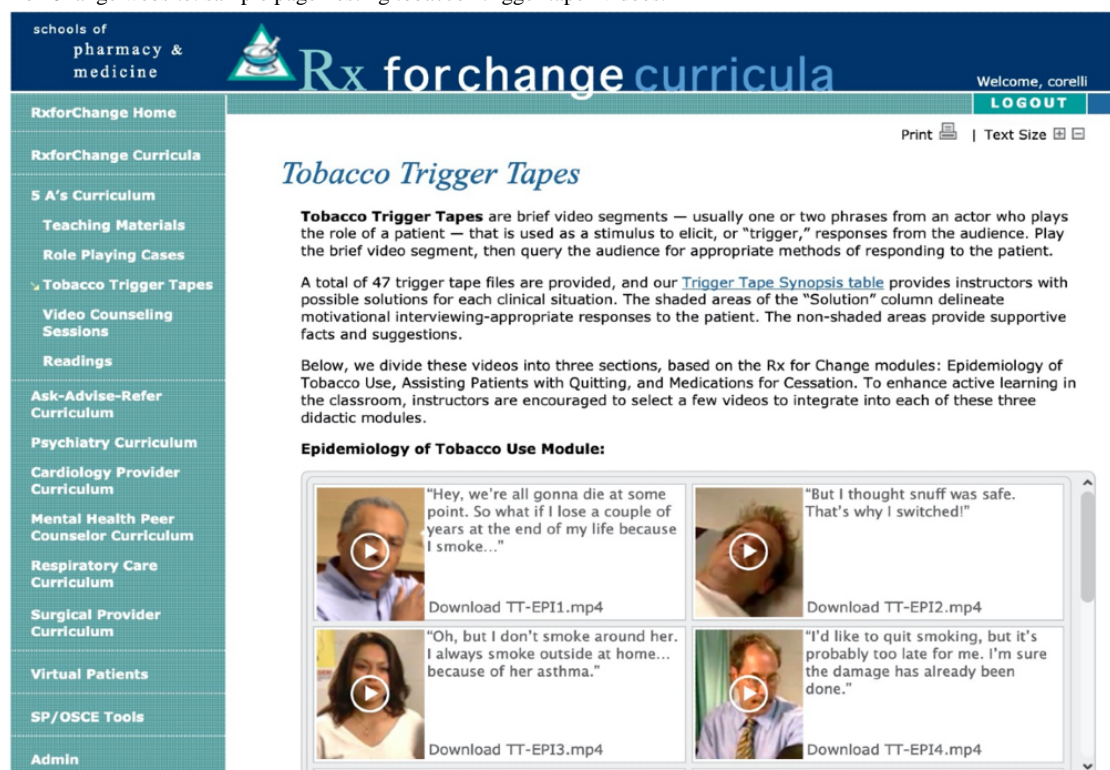 schools of
pharmacy &
medicine
Rx for change curricula
Welcome, corelli
LOGOUT
Print | Text Size
RxforChange Home
RxforChange Curricula
5 A's Curriculum
Teaching Materials
Role Playing Cases
Tobacco Trigger Tapes
Video Counseling
Sessions
Readings
Ask-Advise-Refer
Curriculum
Psychiatry Curriculum
Cardiology Provider
Curriculum
Mental Health Peer
Counselor Curriculum
Respiratory Care
Curriculum
Surgical Provider
Curriculum
Virtual Patients
SP/OSCE Tools
Admin
Tobacco Trigger Tapes
Tobacco Trigger Tapes are brief video segments — usually one or two phrases from an actor who plays
the role of a patient — that is used as a stimulus to elicit, or “trigger,” responses from the audience. Play
the brief video segment, then query the audience for appropriate methods of responding to the patient.
A total of 47 trigger tape files are provided, and our Trigger Tape Synopsis table provides instructors with
possible solutions for each clinical situation. The shaded areas of the “Solution” column delineate
motivational interviewing-appropriate responses to the patient. The non-shaded areas provide supportive
facts and suggestions.
Below, we divide these videos into three sections, based on the Rx for Change modules: Epidemiology of
Tobacco Use, Assisting Patients with Quitting, and Medications for Cessation. To enhance active learning in
the classroom, instructors are encouraged to select a few videos to integrate into each of these three
didactic modules.
Epidemiology of Tobacco Use Module:
“Hey, we're all gonna die at some
point. So what if I lose a couple of
years at the end of my life because
I smoke...”
Download TT-EPI1.mp4
“But I thought snuff was safe.
That's why I switched!”
Download TT-EPI2.mp4
“Oh, but I don't smoke around her.
I always smoke outside at home...
because of her asthma.”
Download TT-EPI3.mp4
“I'd like to quit smoking, but it's
probably too late for me. I'm sure
the damage has already been
done.”
Download TT-EPI4.mp4